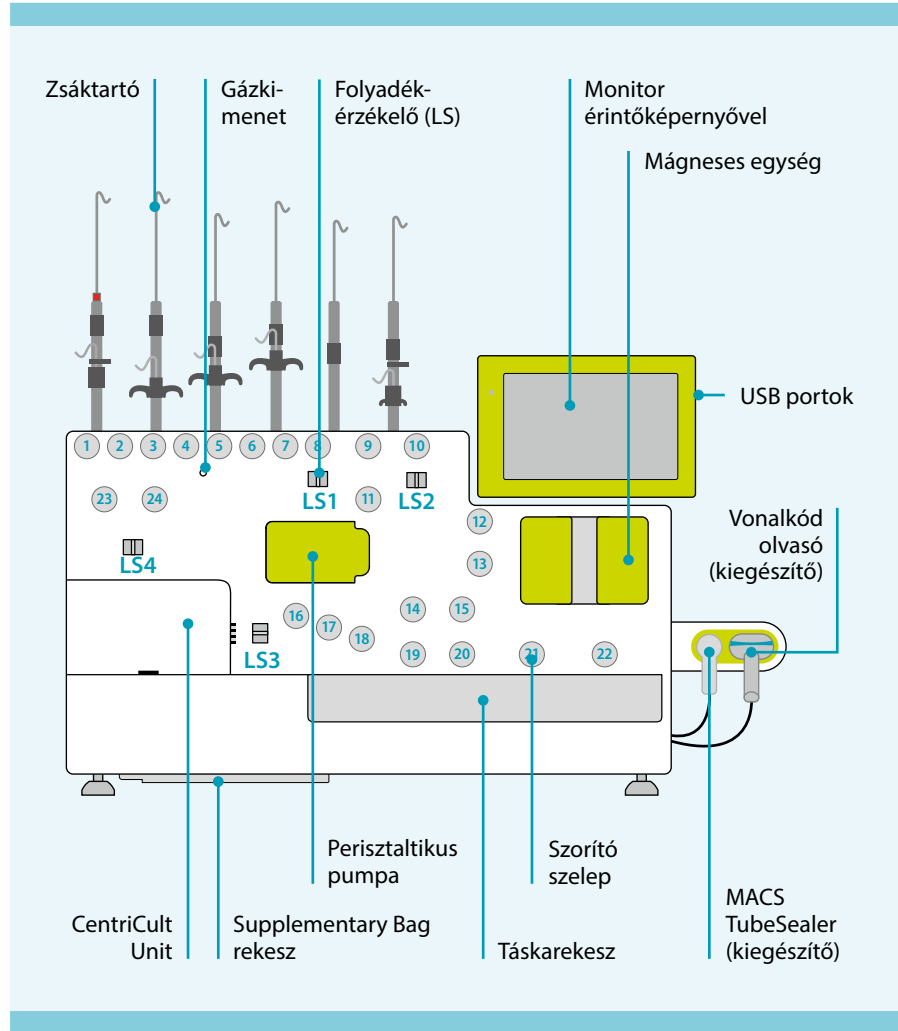 Zsáktartó
Gázki-
menet
Folyadék-
érzékelő (LS)
Monitor
érintőképernyővel
Mágneses egység
USB portok
1 2 3 4 5 6 7 8 9 10
LS1
11
LS2
23 24
12
Vonalkód
olvasó
(kiegészítő)
LS4
13
14 15
16
17
18
LS3
19 20 21 22
Perisztaltikus
pumpa
Szorító
szelep
CentriCult
Unit
Supplementary Bag
rekesz
Táskarekesz
MACS
TubeSealer
(kiegészítő)